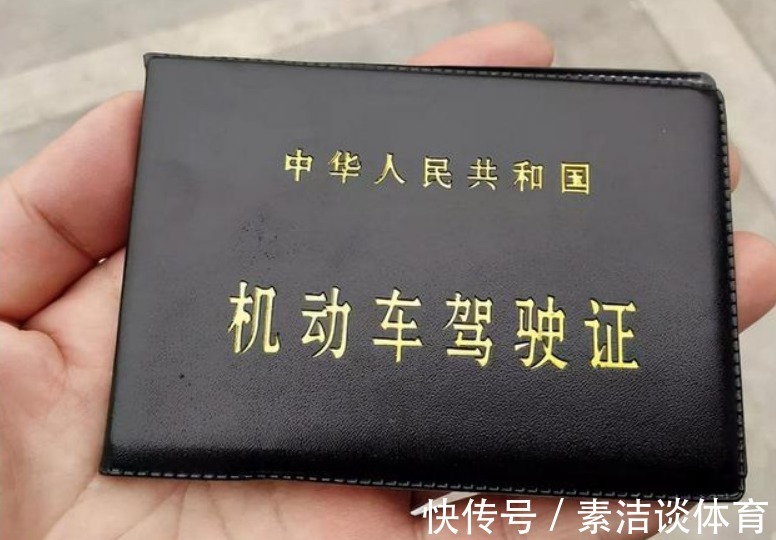 中华人民共和国
机动车驾驶证
快传号 / 素洁谈体育